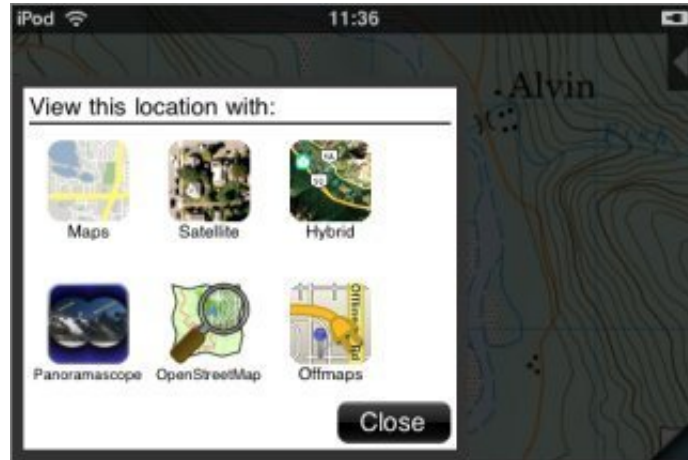 iPod 11:36
Alvin
View this location with:
Maps Satellite Hybrid
Panoramascope OpenStreetMap Offmaps
Close